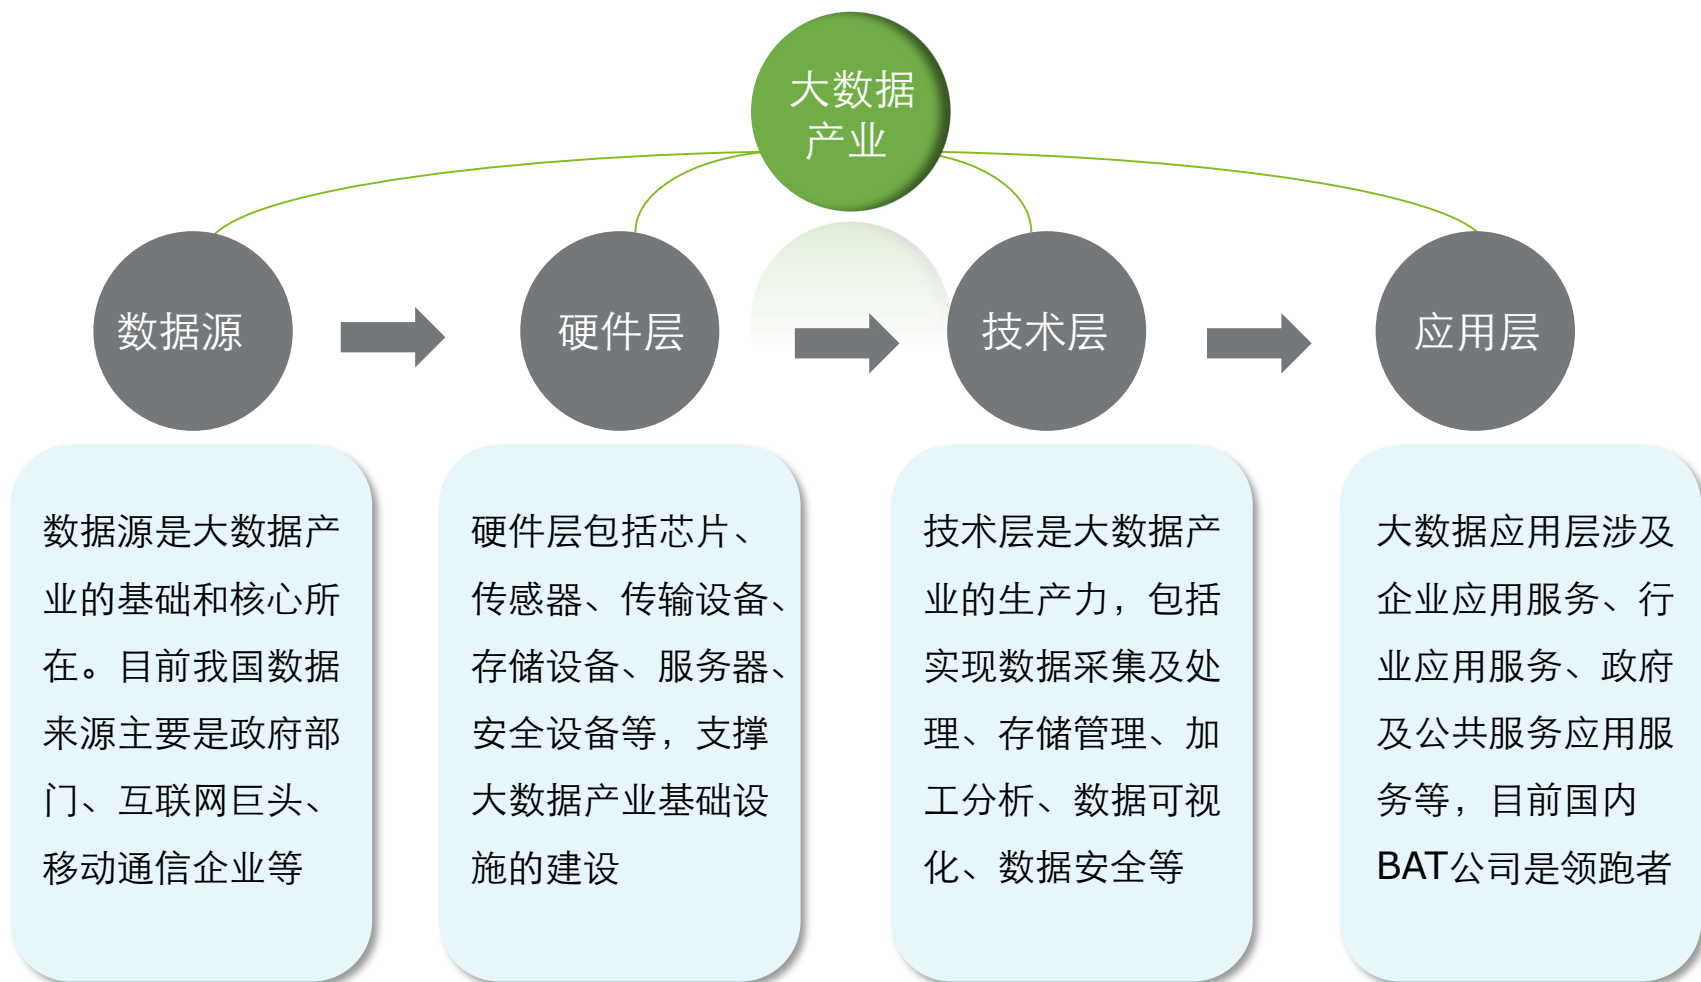 大数据
产业
数据源
硬件层
技术层
应用层
数据源是大数据产
业的基础和核心所
在。目前我国数据
来源主要是政府部
门、互联网巨头、
移动通信企业等
硬件层包括芯片、
传感器、传输设备、
存储设备、服务器、
安全设备等，支撑
大数据产业基础设
施的建设
技术层是大数据产
业的生产力，包括
实现数据采集及处
理、存储管理、加
工分析、数据可视
化、数据安全等
大数据应用层涉及
企业应用服务、行
业应用服务、政府
及公共服务应用服
务等，目前国内
BAT公司是领跑者